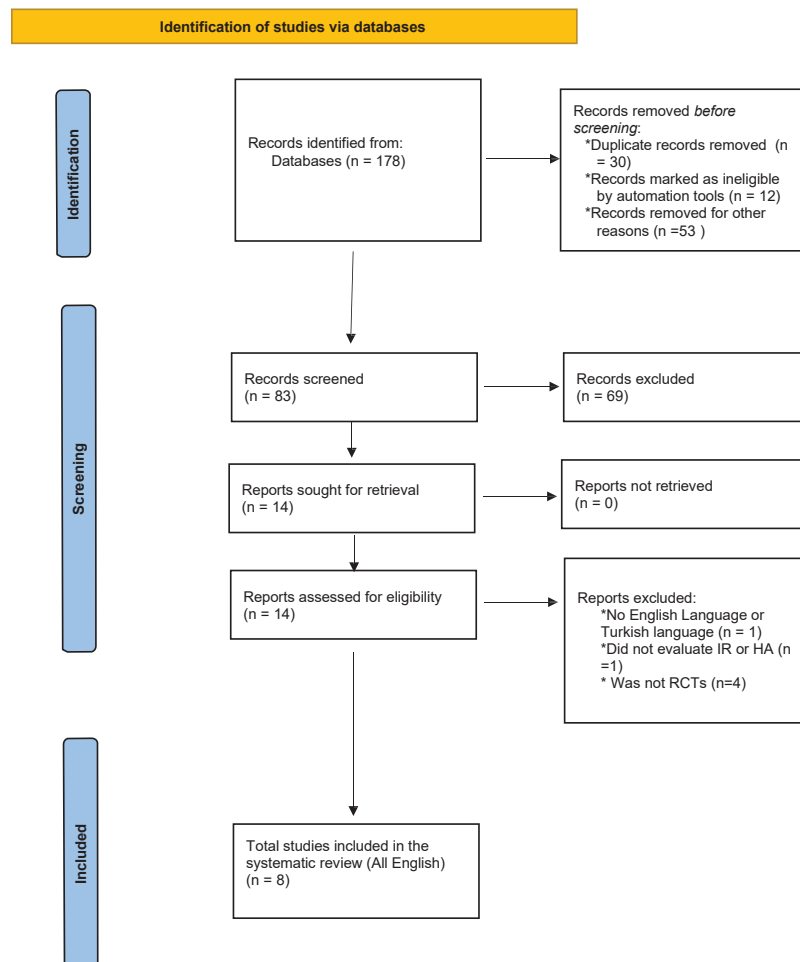 Identification of studies via databases
Identification
Records identified from:
Databases (n = 178)
Records removed before
screening:
*Duplicate records removed (n
= 30)
*Records marked as ineligible
by automation tools (n = 12)
*Records removed for other
reasons (n =53 )
Screening
Records screened
(n = 83)
Records excluded
(n = 69)
Reports sought for retrieval
(n = 14)
Reports not retrieved
(n = 0)
Reports assessed for eligibility
(n = 14)
Reports excluded:
*No English Language or
Turkish language (n = 1)
*Did not evaluate IR or HA (n
=1)
* Was not RCTs (n=4)
Included
Total studies included in the
systematic review (All English)
(n = 8)